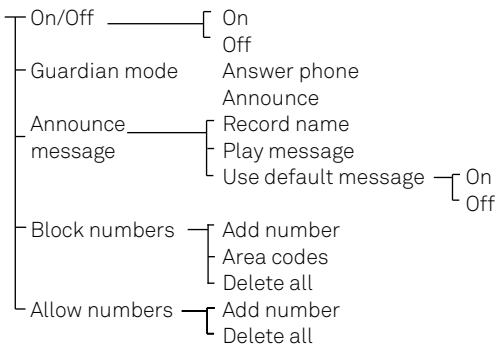 On/Off On
Off
Guardian mode Answer phone
Announce
Announce Record name
message Play message
Use default message On
Off
Block numbers Add number
Area codes
Delete all
Allow numbers Add number
Delete all